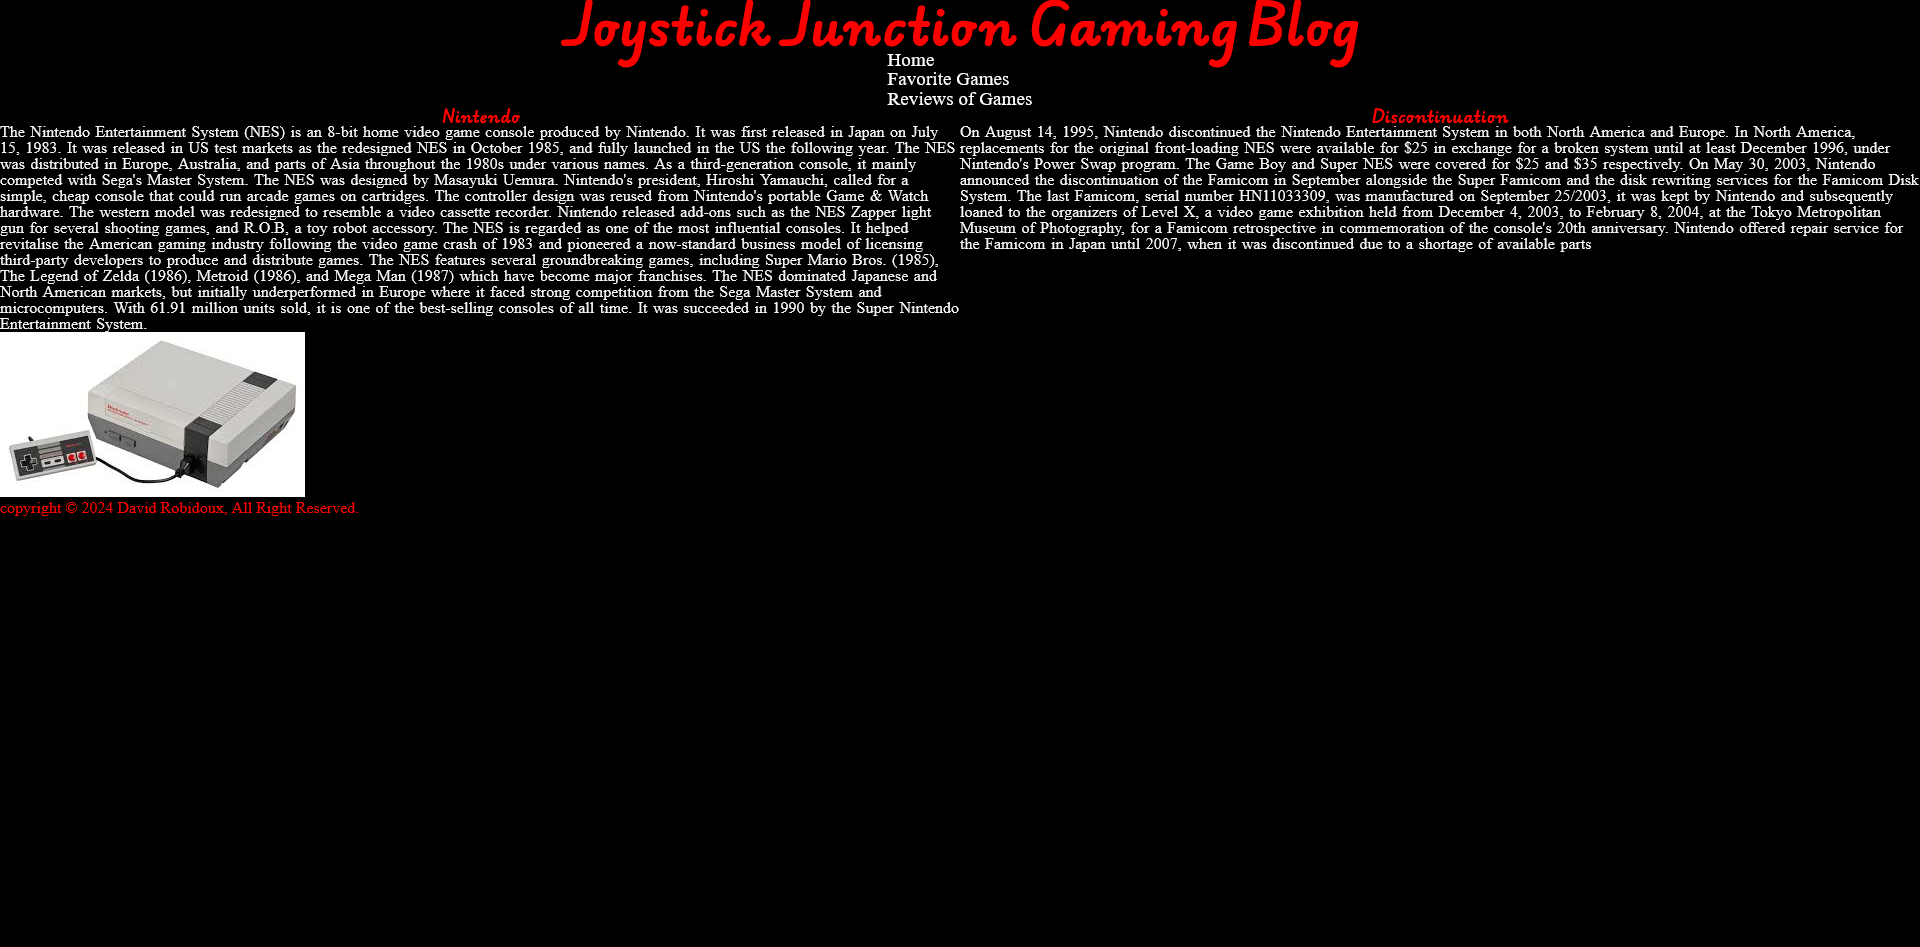 Joystick Junction Gaming Blog
Home
Favorite Games
Reviews of Games
Nintendo
The Nintendo Entertainment System (NES) is an 8-bit home video game console produced by Nintendo. It was first released in Japan on July
15, 1983. It was released in US test markets as the redesigned NES in October 1985, and fully launched in the US the following year. The NES
was distributed in Europe, Australia, and parts of Asia throughout the 1980s under various names. As a third-generation console, it mainly
competed with Sega's Master System. The NES was designed by Masayuki Uemura. Nintendo's president, Hiroshi Yamauchi, called for a
simple, cheap console that could run arcade games on cartridges. The controller design was reused from Nintendo's portable Game & Watch
hardware. The western model was redesigned to resemble a video cassette recorder. Nintendo released add-ons such as the NES Zapper light
gun for several shooting games, and R.O.B, a toy robot accessory. The NES is regarded as one of the most influential consoles. It helped
revitalise the American gaming industry following the video game crash of 1983 and pioneered a now-standard business model of licensing
third-party developers to produce and distribute games. The NES features several groundbreaking games, including Super Mario Bros. (1985),
The Legend of Zelda (1986), Metroid (1986), and Mega Man (1987) which have become major franchises. The NES dominated Japanese and
North American markets, but initially underperformed in Europe where it faced strong competition from the Sega Master System and
microcomputers. With 61.91 million units sold, it is one of the best-selling consoles of all time. It was succeeded in 1990 by the Super Nintendo
Entertainment System.
Discontinuation
On August 14, 1995, Nintendo discontinued the Nintendo Entertainment System in both North America and Europe. In North America,
replacements for the original front-loading NES were available for $25 in exchange for a broken system until at least December 1996, under
Nintendo's Power Swap program. The Game Boy and Super NES were covered for $25 and $35 respectively. On May 30, 2003, Nintendo
announced the discontinuation of the Famicom in September alongside the Super Famicom and the disk rewriting services for the Famicom Disk
System. The last Famicom, serial number HN11033309, was manufactured on September 25/2003, it was kept by Nintendo and subsequently
loaned to the organizers of Level X, a video game exhibition held from December 4, 2003, to February 8, 2004, at the Tokyo Metropolitan
Museum of Photography, for a Famicom retrospective in commemoration of the console's 20th anniversary. Nintendo offered repair service for
the Famicom in Japan until 2007, when it was discontinued due to a shortage of available parts
Nintendo
copyright © 2024 David Robidoux, All Right Reserved.